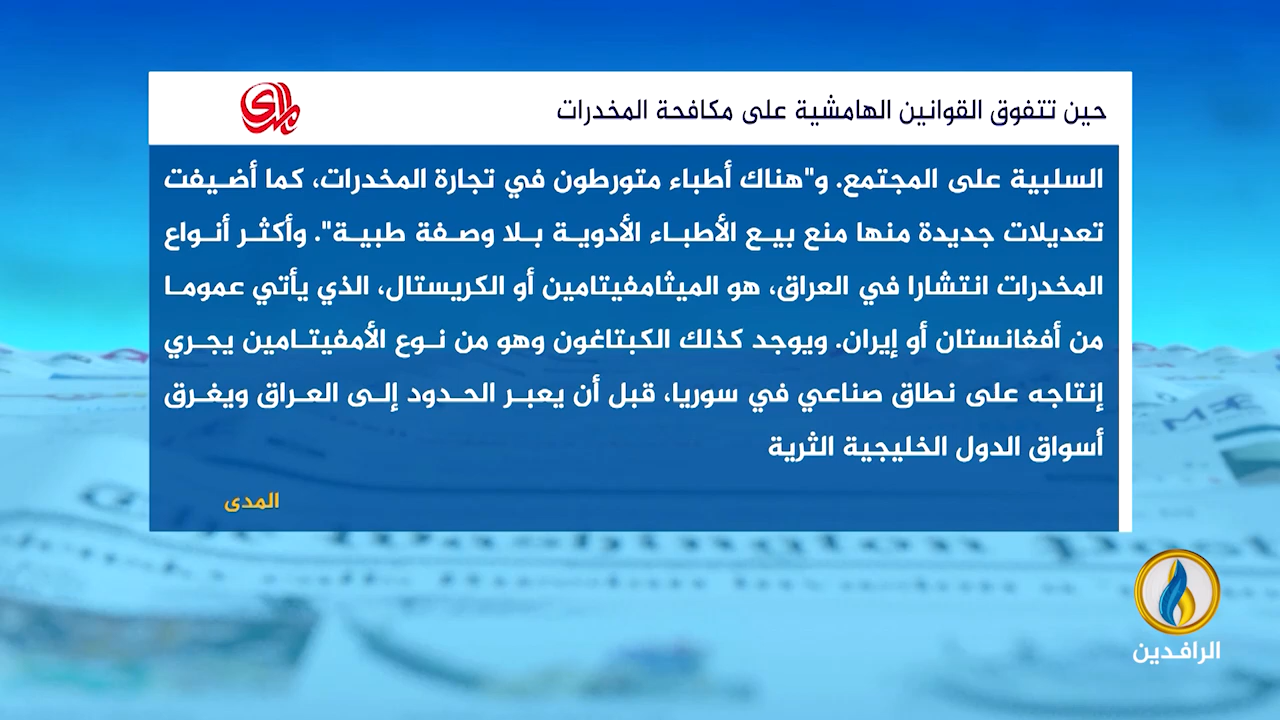 حين تتفوق القوانين الهامشية على مكافحة المخدرات
المدى
السلبية على المجتمع. و"هناك أطباء متورطون في تجارة المخدرات، كما أضيفت
تعديلات جديدة منها منع بيع الأطباء الأدوية بلا وصفة طبية". وأكثر أنواع
المخدرات انتشارا في العراق، هو الميثامفيتامين أو الكريستال، الذي يأتي عموما
من أفغانستان أو إيران. ويوجد كذلك الكبتاغون وهو من نوع الأمفيتامين يجري
إنتاجه على نطاق صناعي في سوريا، قبل أن يعبر الحدود إلى العراق ويغرق
أسواق الدول الخليجية الثرية
المدى
Washington Post
الرافدين